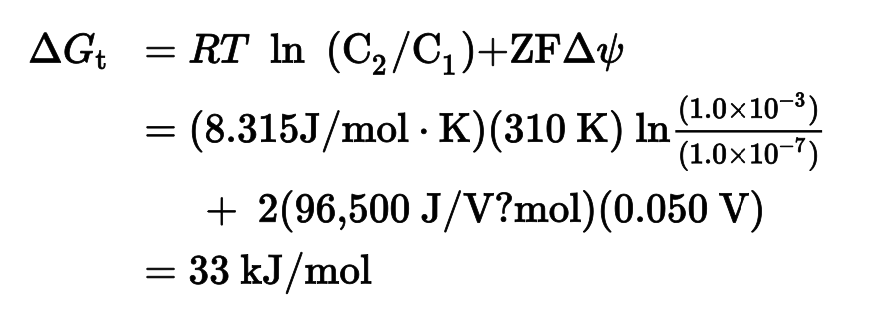 ΔGₜ = RT ln (C₂/C₁)+ZFΔψ
= (8.315J/mol · K)(310 K) ln (1.0×10⁻³)/(1.0×10⁻⁷)
+ 2(96,500 J/V?mol)(0.050 V)
= 33 kJ/mol